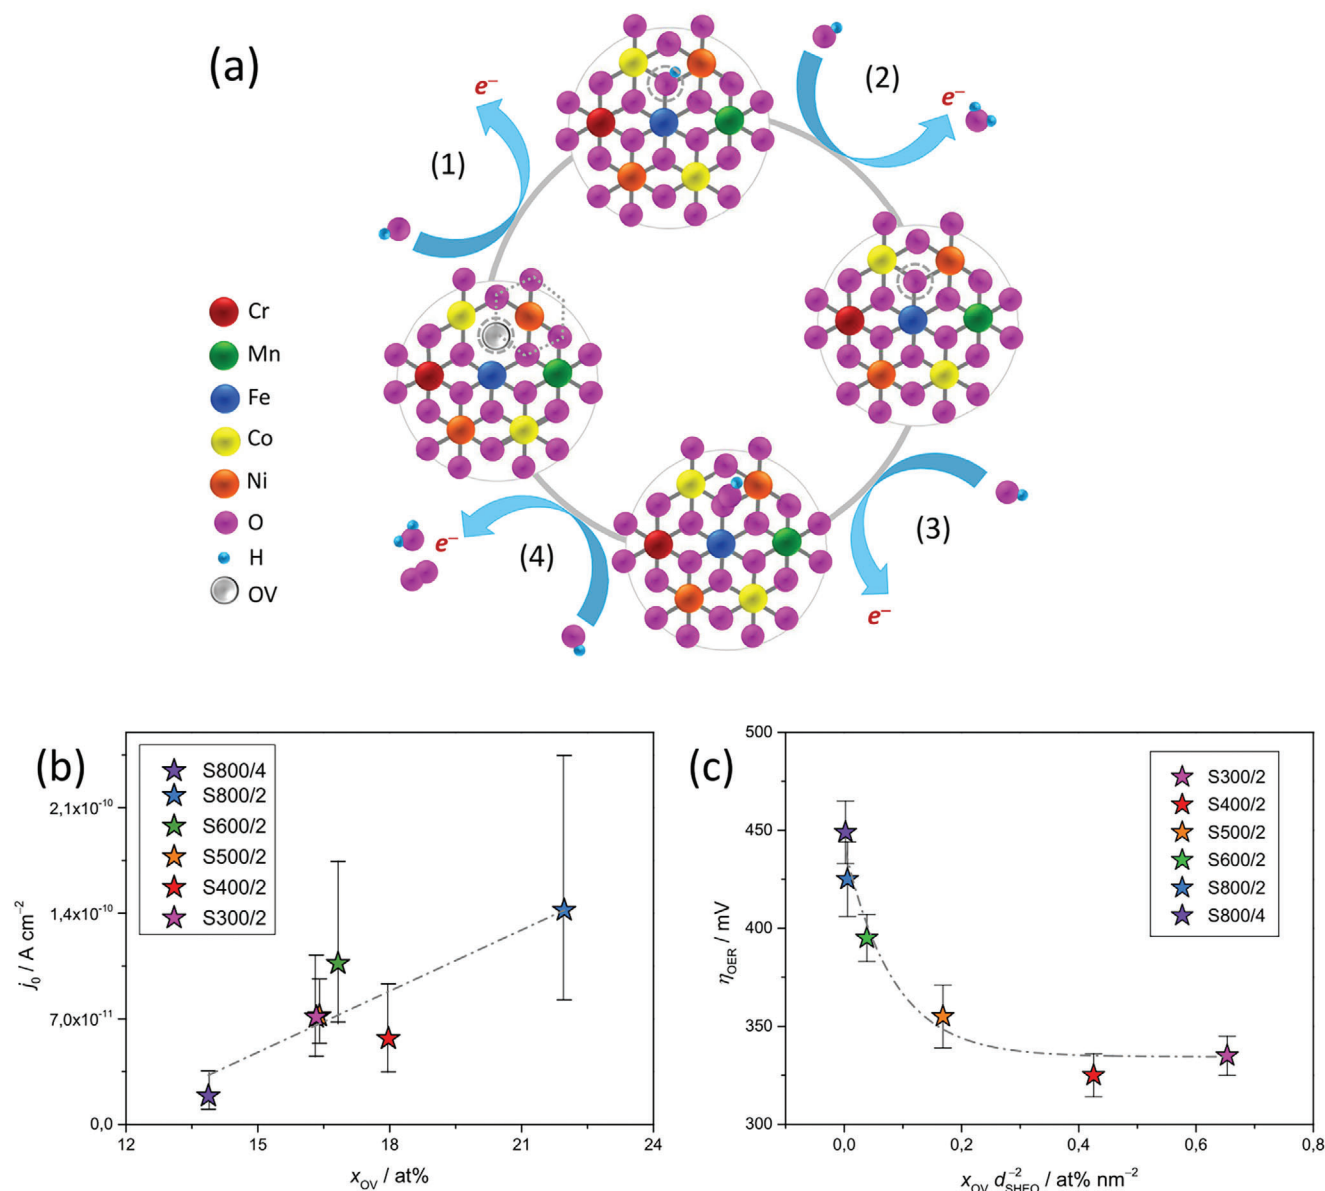 (a)
e⁻
(1)
(2)
e⁻
Cr
Mn
Fe
Co
Ni
O
H
OV
e⁻
(4)
(3)
e⁻
(b)
S800/4
S800/2
S600/2
S500/2
S400/2
S300/2
2,1x10⁻¹⁰
1,4x10⁻¹⁰
7,0x10⁻¹¹
0,0
j₀ / A cm⁻²
12 15 18 21 24
x_OV / at%
(c)
S300/2
S400/2
S500/2
S600/2
S800/2
S800/4
500
450
400
350
300
η_OER / mV
0,0 0,2 0,4 0,6 0,8
x_OV d_SHEO⁻² / at% nm⁻²